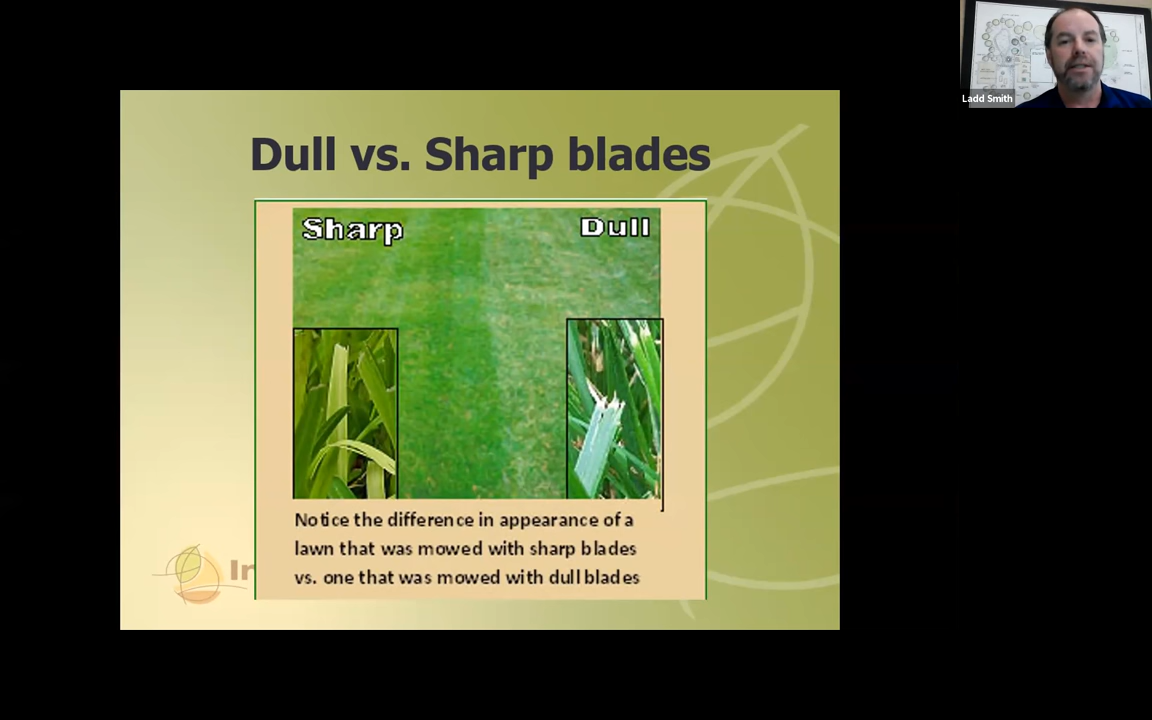 Ladd Smith
Dull vs. Sharp blades
Sharp
Dull
Notice the difference in appearance of a
lawn that was mowed with sharp blades
vs. one that was mowed with dull blades